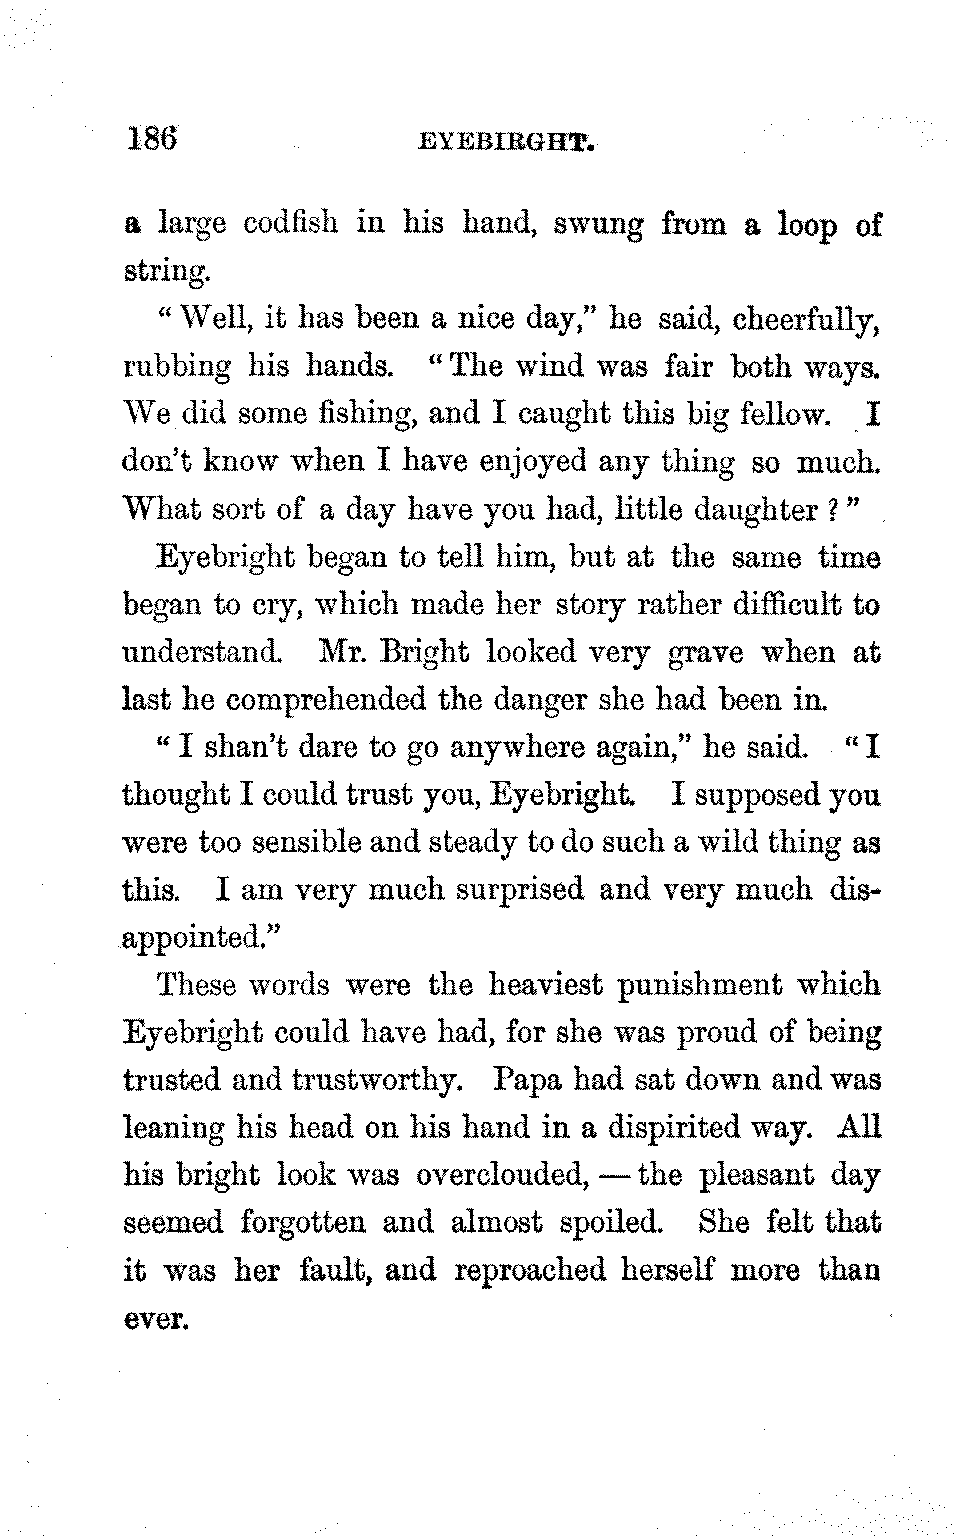 186 EYEBIRGHT.
a large codfish in his hand, swung from a loop of
string.
“Well, it has been a nice day,” he said, cheerfully,
rubbing his hands. “The wind was fair both ways.
We did some fishing, and I caught this big fellow. I
don’t know when I have enjoyed any thing so much.
What sort of a day have you had, little daughter?”
Eyebright began to tell him, but at the same time
began to cry, which made her story rather difficult to
understand. Mr. Bright looked very grave when at
last he comprehended the danger she had been in.
“I shan’t dare to go anywhere again,” he said. “I
thought I could trust you, Eyebright. I supposed you
were too sensible and steady to do such a wild thing as
this. I am very much surprised and very much dis-
appointed.”
These words were the heaviest punishment which
Eyebright could have had, for she was proud of being
trusted and trustworthy. Papa had sat down and was
leaning his head on his hand in a dispirited way. All
his bright look was overclouded, — the pleasant day
seemed forgotten and almost spoiled. She felt that
it was her fault, and reproached herself more than
ever.